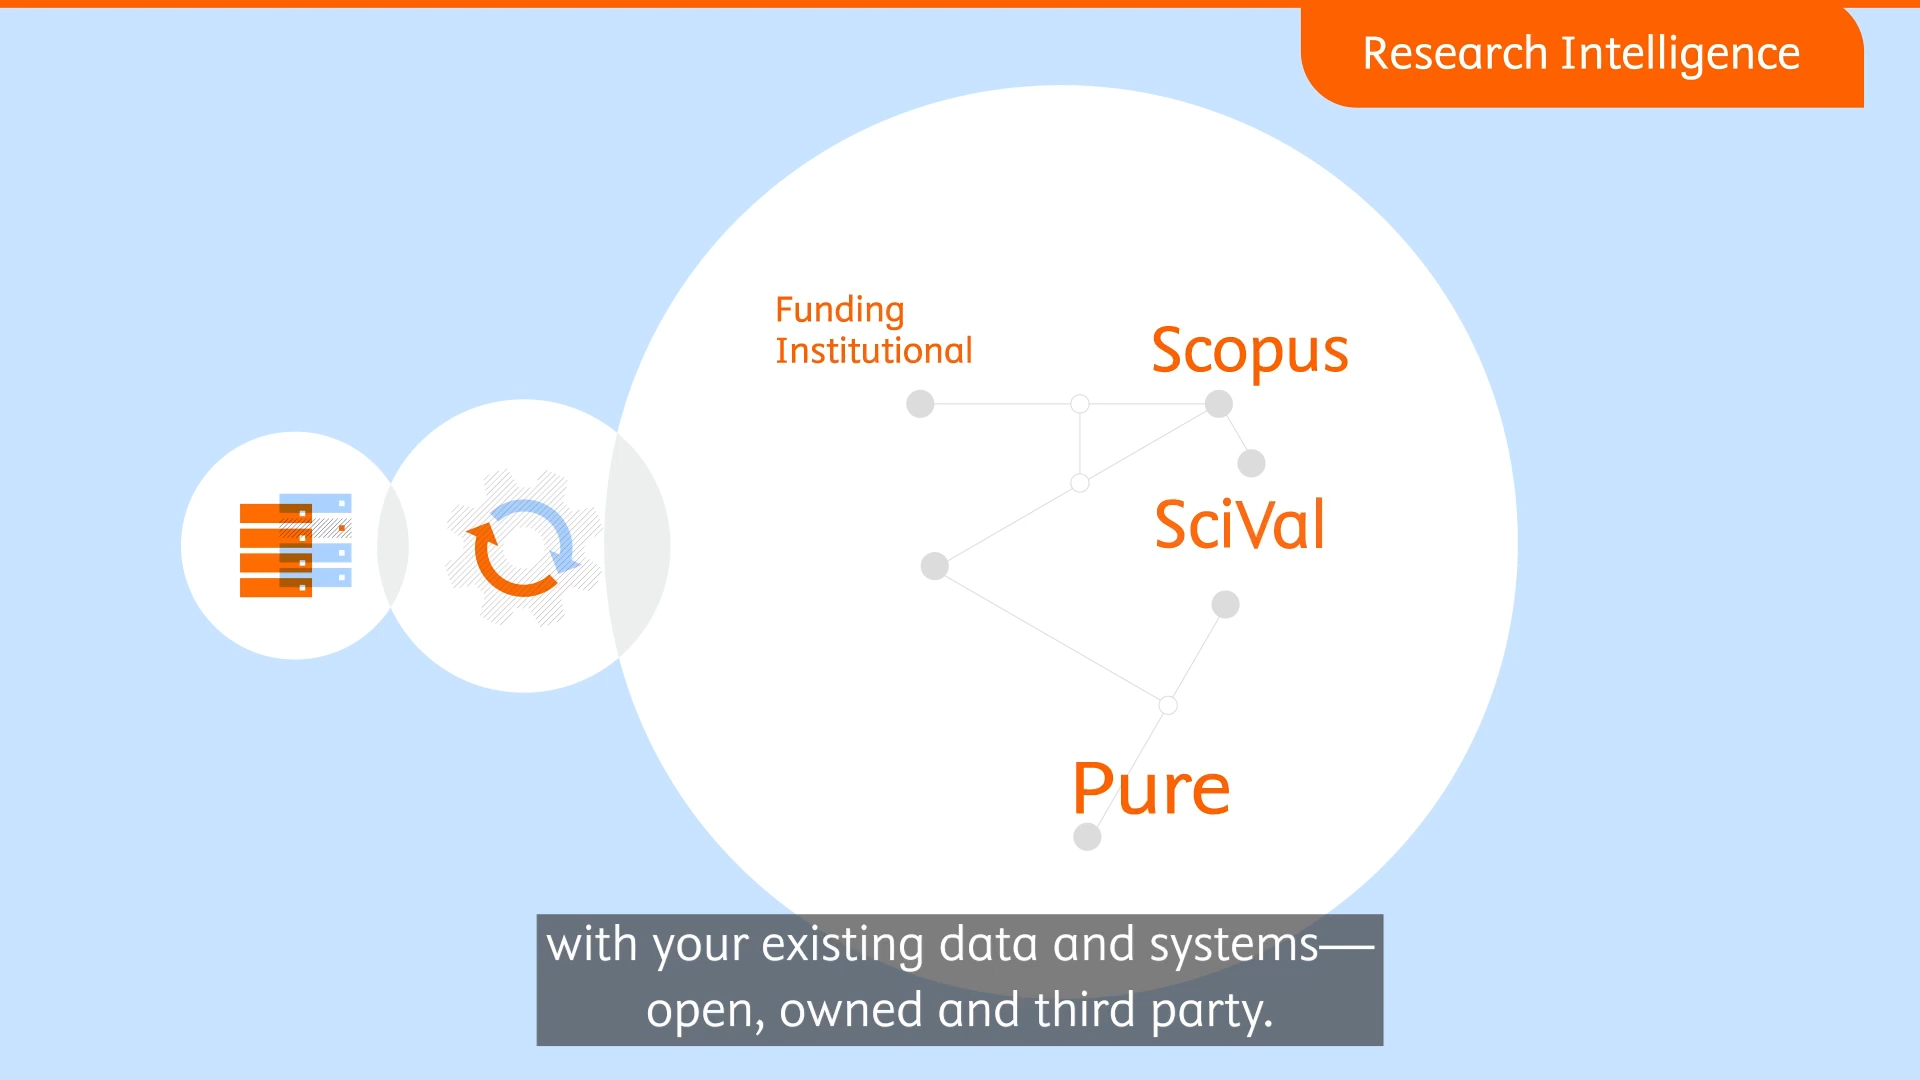 Research Intelligence
Funding
Institutional
Scopus
SciVal
Pure
with your existing data and systems—
open, owned and third party.